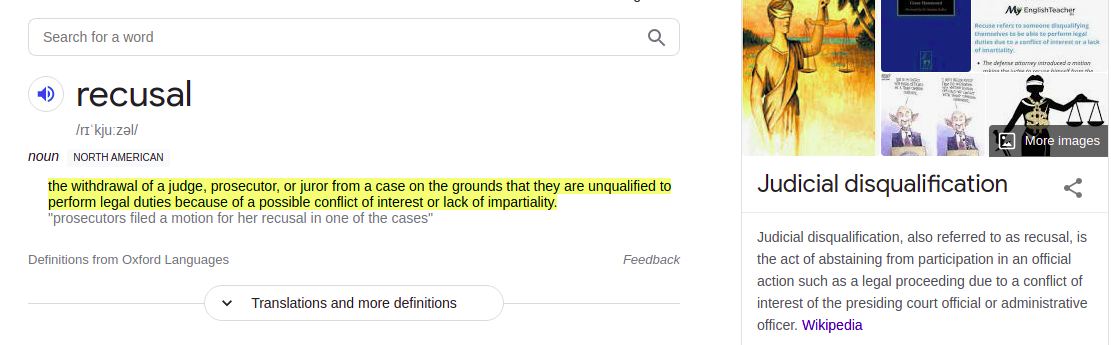 Search for a word
recusal
/rɪˈkjuːzəl/
noun NORTH AMERICAN
the withdrawal of a judge, prosecutor, or juror from a case on the grounds that they are unqualified to
perform legal duties because of a possible conflict of interest or lack of impartiality.
"prosecutors filed a motion for her recusal in one of the cases"
Definitions from Oxford Languages
Feedback
Translations and more definitions
My EnglishTeacher
Recuse refers to someone disqualifying
themselves to be able to perform legal
duties due to a conflict of interest or a lack
of imartiality.
• The defense attorney introduced a motion
More images
Judicial disqualification
Judicial disqualification, also referred to as recusal, is
the act of abstaining from participation in an official
action such as a legal proceeding due to a conflict of
interest of the presiding court official or administrative
officer. Wikipedia